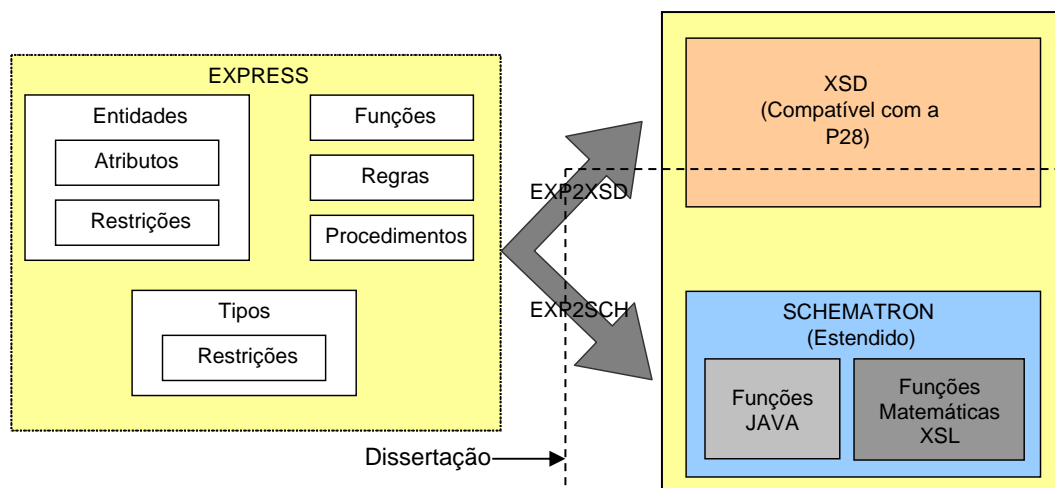 EXPRESS
Entidades
Atributos
Restrições
Funções
Regras
Procedimentos
Tipos
Restrições
EXP2XSD
EXP2SCH
XSD
(Compatível com a
P28)
SCHEMATRON
(Estendido)
Funções
JAVA
Funções
Matemáticas
XSL
Dissertação